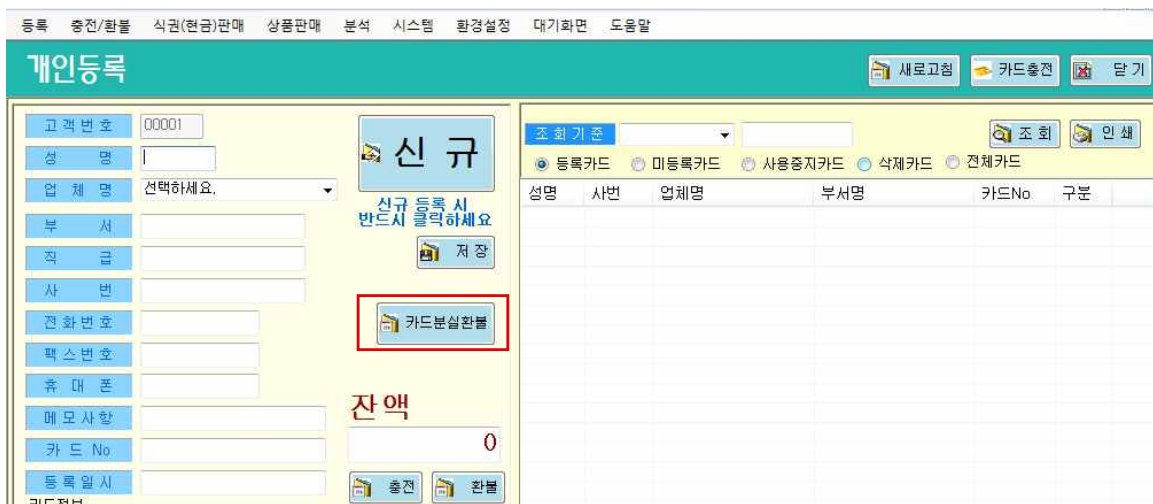 등록 충전/환불 식권(현금)판매 상품판매 분석 시스템 환경설정 대기화면 도움말
개인등록 새로고침 카드충전 닫기
고객번호 00001
성 명
업 체 명 선택하세요.
부 서
직 급
사 번
전화번호
팩스번호
휴 대 폰
메모사항
카 드 No
등록일시
카드정보
신 규
신규 등록 시
반드시 클릭하세요
저 장
카드분실환불
잔액
0
충전 환불
조회기준 조 회 인 쇄
등록카드 미등록카드 사용중지카드 삭제카드 전체카드
성명 사번 업체명 부서명 카드No 구분